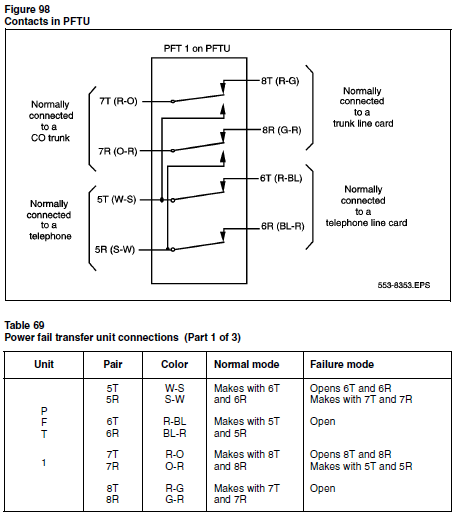 Figure 98
Contacts in PFTU
PFT 1 on PFTU
Normally
connected
to a
CO trunk
7T (R-O)
7R (O-R)
Normally
connected
to a
telephone
5T (W-S)
5R (S-W)
8T (R-G)
8R (G-R)
Normally
connected
to a
trunk line card
6T (R-BL)
6R (BL-R)
Normally
connected
to a
telephone line card
553-8353.EPS
Table 69
Power fail transfer unit connections (Part 1 of 3)
Unit Pair Color Normal mode Failure mode
5T W-S Makes with 6T Opens 6T and 6R
5R S-W and 6R Makes with 7T and 7R
P
F 6T R-BL Makes with 5T Open
T 6R BL-R and 5R
1 7T R-O Makes with 8T Opens 8T and 8R
7R O-R and 8R Makes with 5T and 5R
8T R-G Makes with 7T Open
8R G-R and 7R